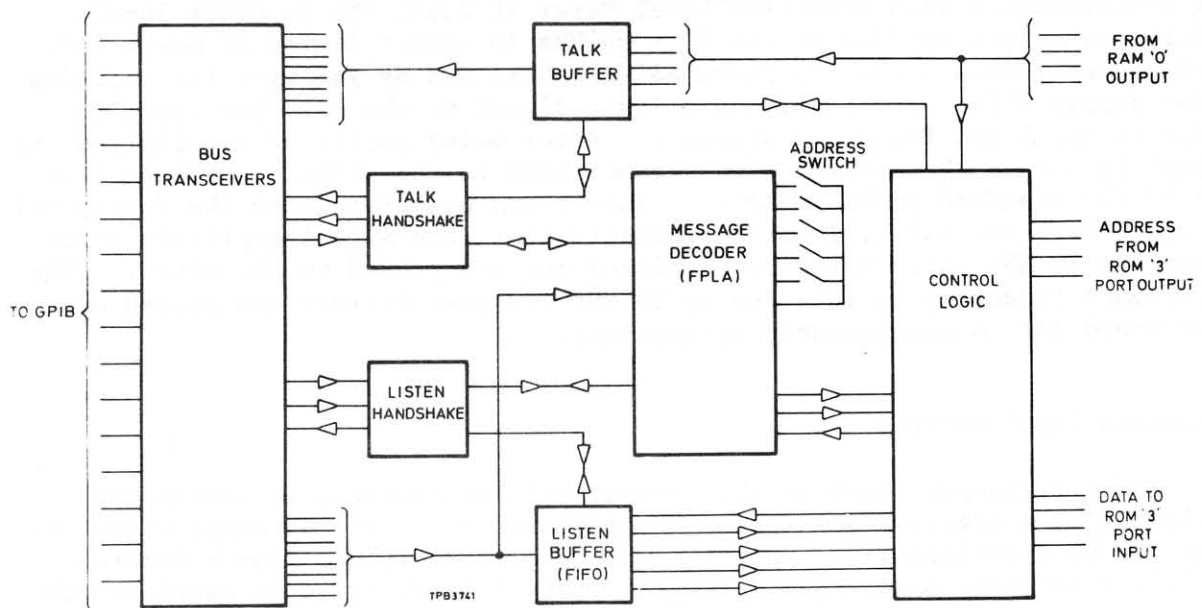 TO GPIB
BUS
TRANSCEIVERS
TALK
BUFFER
FROM
RAM 'O'
OUTPUT
TALK
HANDSHAKE
ADDRESS
SWITCH
MESSAGE
DECODER
(FPLA)
CONTROL
LOGIC
ADDRESS
FROM
ROM '3'
PORT OUTPUT
LISTEN
HANDSHAKE
LISTEN
BUFFER
(FIFO)
DATA TO
ROM '3'
PORT
INPUT
TPB3741